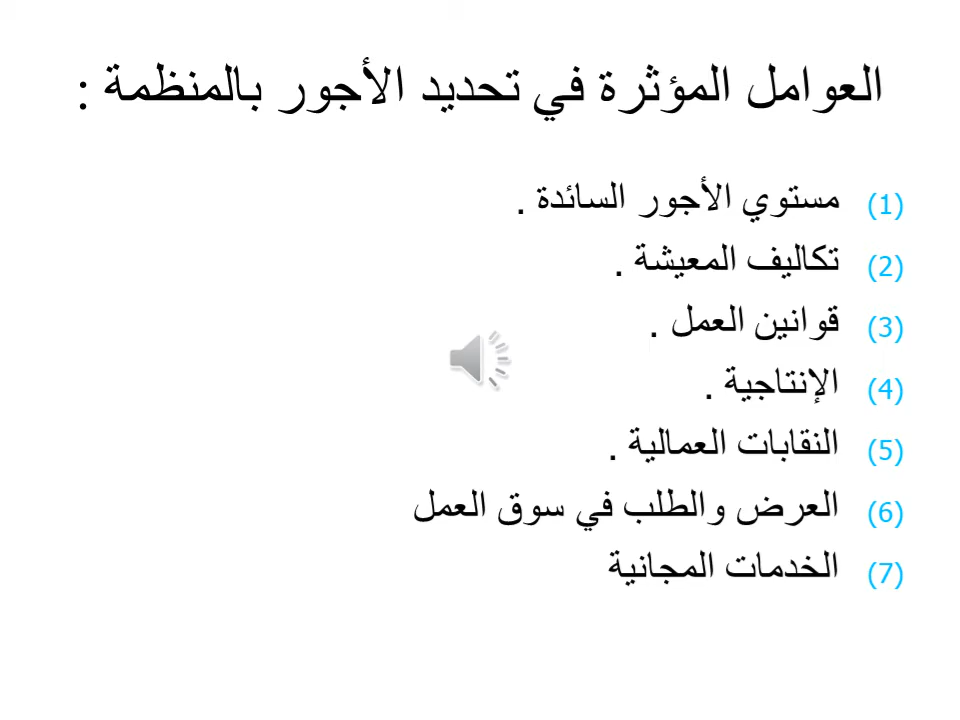 العوامل المؤثرة في تحديد الأجور بالمنظمة :
(1) مستوي الأجور السائدة .
(2) تكاليف المعيشة .
(3) قوانين العمل .
(4) الإنتاجية .
(5) النقابات العمالية .
(6) العرض والطلب في سوق العمل
(7) الخدمات المجانية